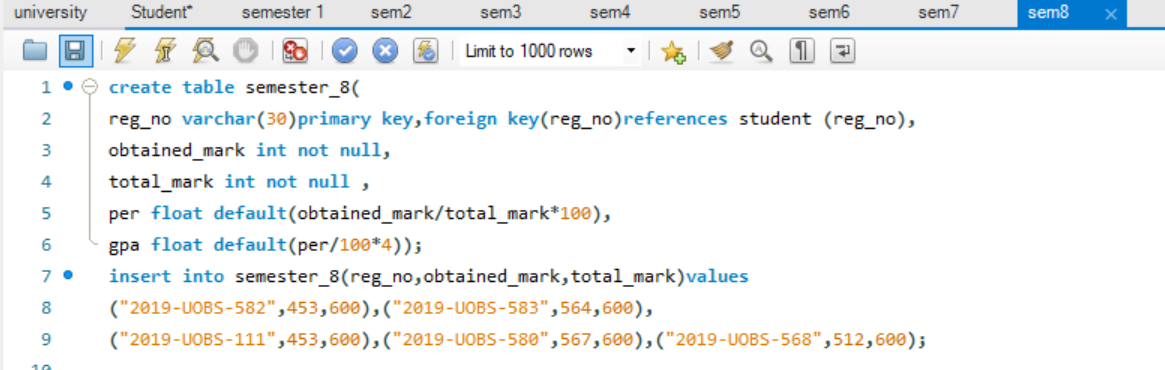 university Student* semester 1 sem2 sem3 sem4 sem5 sem6 sem7 sem8
Limit to 1000 rows
1 create table semester_8(
2 reg_no varchar(30)primary key,foreign key(reg_no)references student (reg_no),
3 obtained_mark int not null,
4 total_mark int not null ,
5 per float default(obtained_mark/total_mark*100),
6 gpa float default(per/100*4));
7 insert into semester_8(reg_no,obtained_mark,total_mark)values
8 ("2019-UOBS-582",453,600),("2019-UOBS-583",564,600),
9 ("2019-UOBS-111",453,600),("2019-UOBS-580",567,600),("2019-UOBS-568",512,600);
10